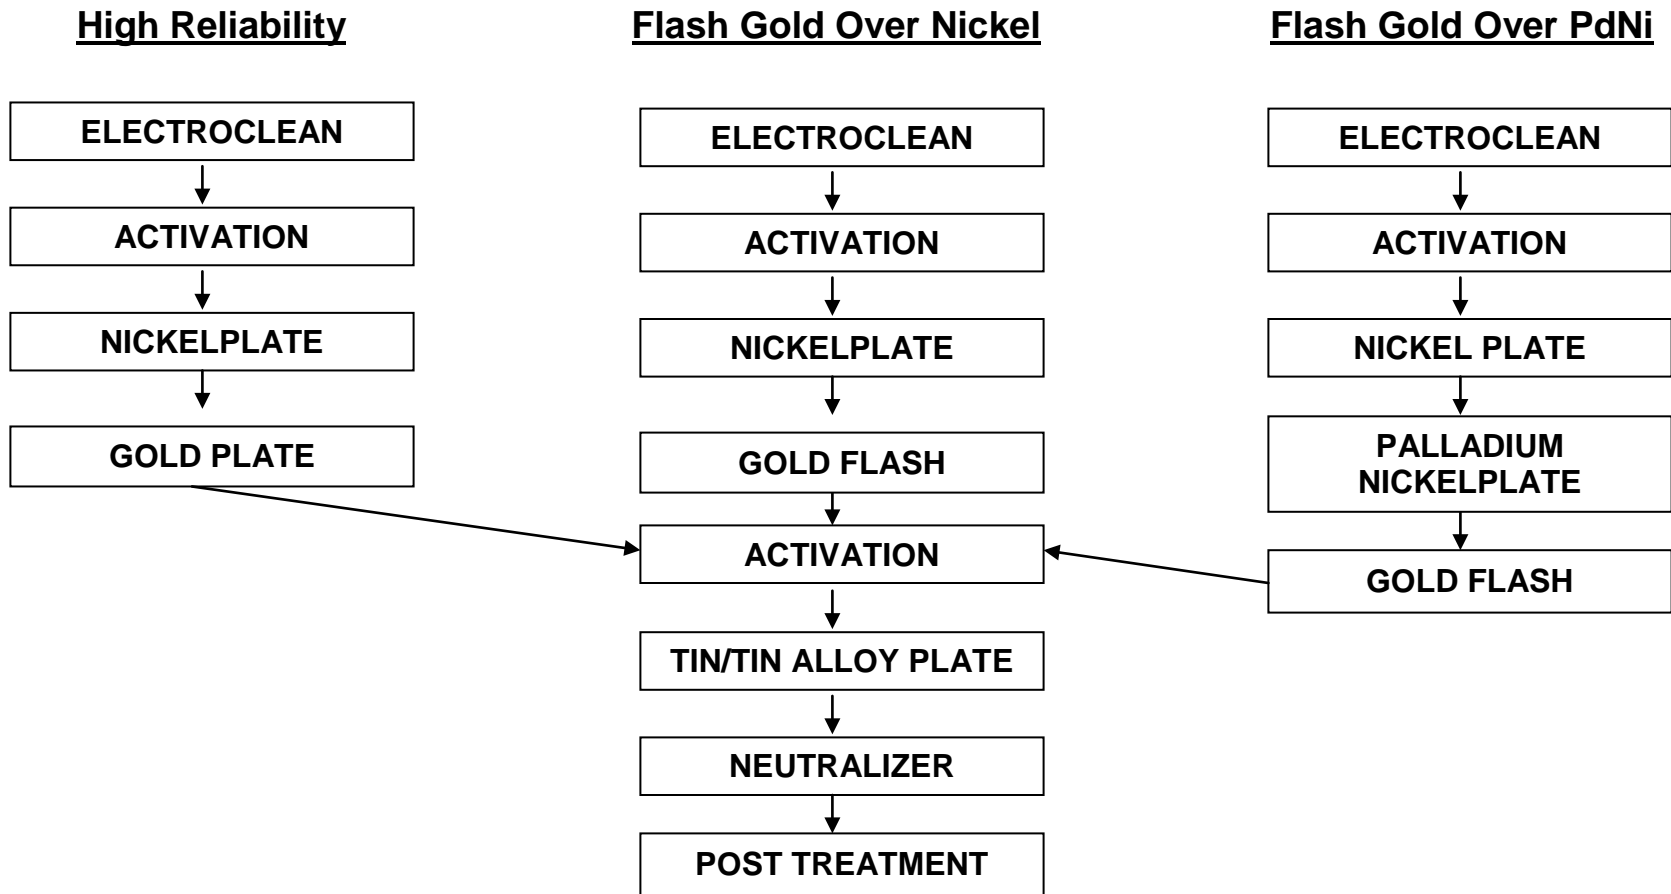 High Reliability
ELECTROCLEAN
ACTIVATION
NICKELPLATE
GOLD PLATE
Flash Gold Over Nickel
ELECTROCLEAN
ACTIVATION
NICKELPLATE
GOLD FLASH
ACTIVATION
TIN/TIN ALLOY PLATE
NEUTRALIZER
POST TREATMENT
Flash Gold Over PdNi
ELECTROCLEAN
ACTIVATION
NICKEL PLATE
PALLADIUM
NICKELPLATE
GOLD FLASH